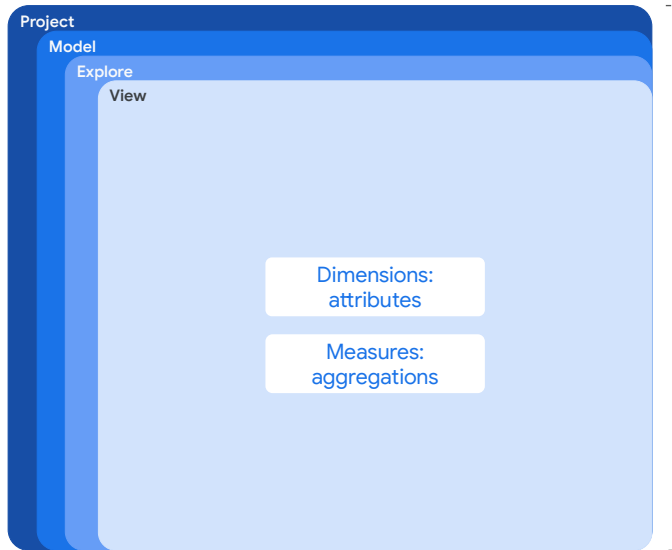 Project
Model
Explore
View
Dimensions:
attributes
Measures:
aggregations